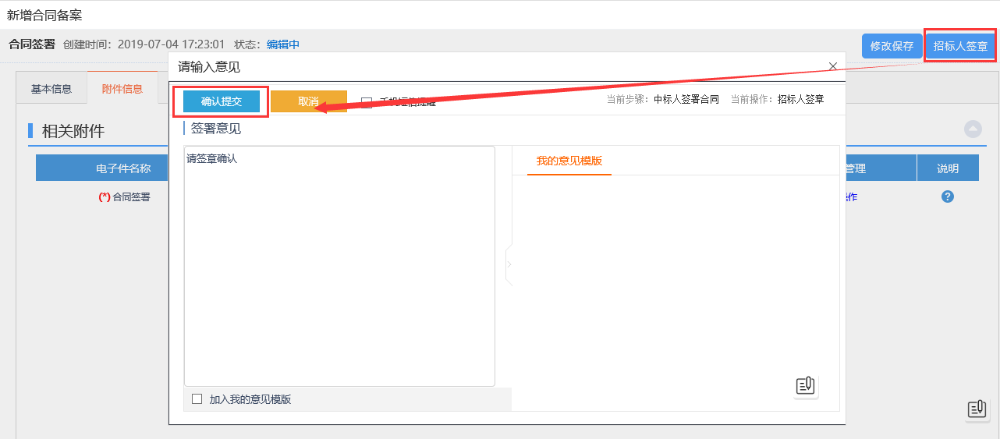 新增合同备案
合同签署 创建时间：2019-07-04 17:23:01 状态：编辑中
修改保存 招标人签章
请输入意见
基本信息 附件信息
确认提交 取消 手机短信提醒 当前步骤：中标人签署合同 当前操作：招标人签章
相关附件
签署意见
请签章确认
我的意见模版
电子件名称 管理 说明
(*)合同签署 作
加入我的意见模版